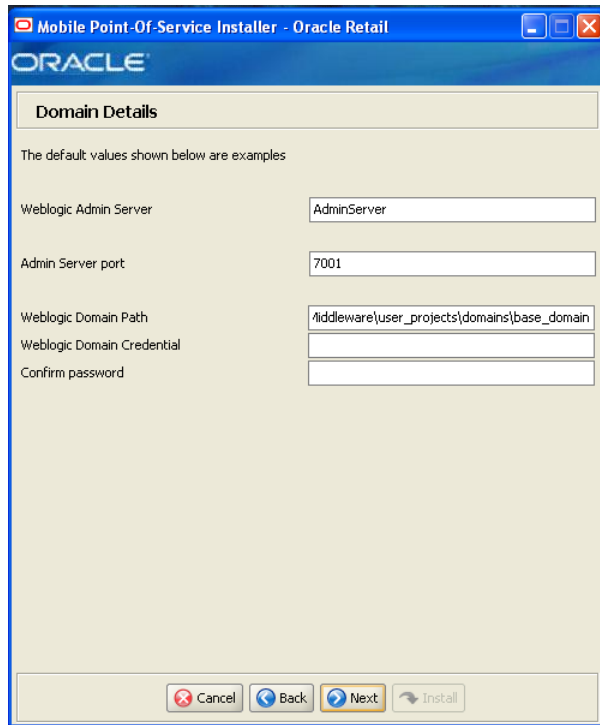 Mobile Point-Of-Service Installer - Oracle Retail
ORACLE
Domain Details
The default values shown below are examples
Weblogic Admin Server AdminServer
Admin Server port 7001
Weblogic Domain Path Middleware\user_projects\domains\base_domain
Weblogic Domain Credential
Confirm password
Cancel Back Next Install